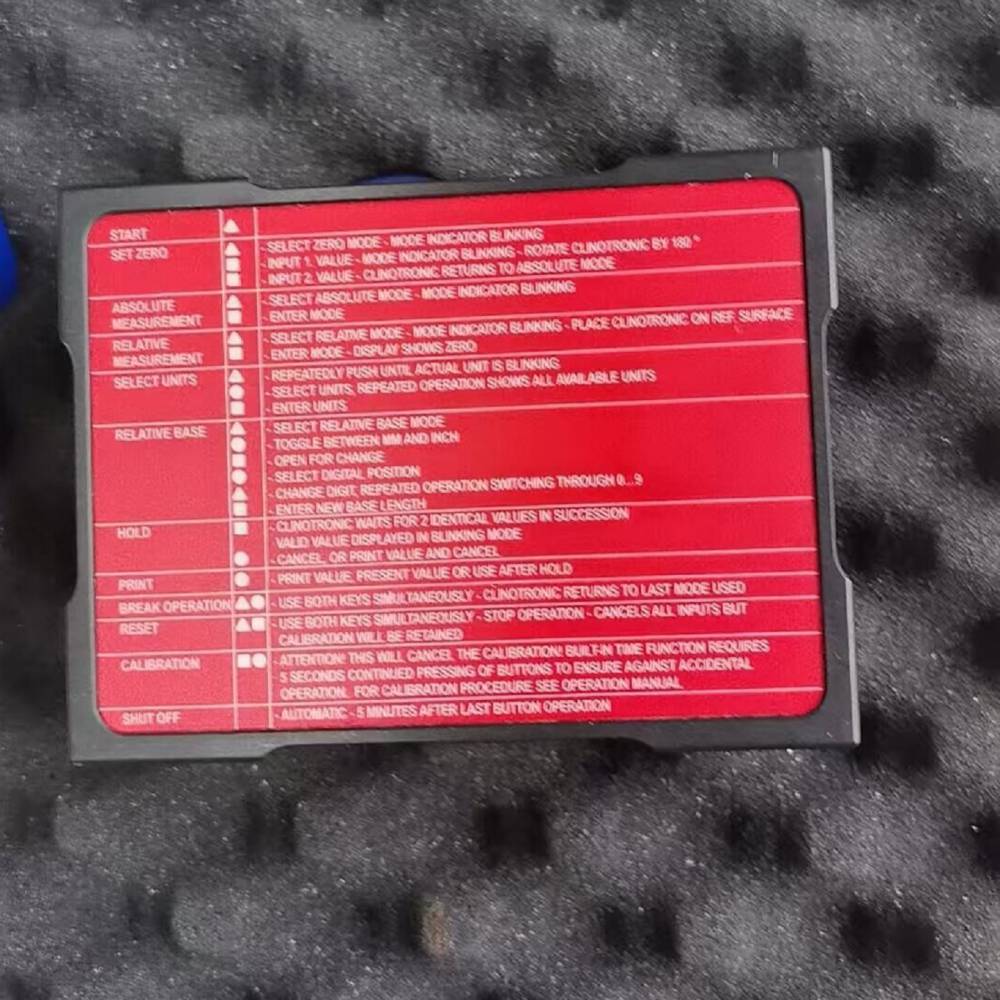 START ▲
SET ZERO ▲ - SELECT ZERO MODE - MODE INDICATOR BLINKING
■ - INPUT 1. VALUE - MODE INDICATOR BLINKING - ROTATE CLINOTRONIC BY 180 °
■ - INPUT 2. VALUE - CLINOTRONIC RETURNS TO ABSOLUTE MODE
ABSOLUTE ▲ - SELECT ABSOLUTE MODE - MODE INDICATOR BLINKING
MEASUREMENT ■ - ENTER MODE
RELATIVE ▲ - SELECT RELATIVE MODE - MODE INDICATOR BLINKING - PLACE CLINOTRONIC ON REF. SURFACE
MEASUREMENT ■ - ENTER MODE - DISPLAY SHOWS ZERO
SELECT UNITS ▲ - REPEATEDLY PUSH UNTIL ACTUAL UNIT IS BLINKING
● - SELECT UNITS, REPEATED OPERATION SHOWS ALL AVAILABLE UNITS
■ - ENTER UNITS
RELATIVE BASE ▲ - SELECT RELATIVE BASE MODE
● - TOGGLE BETWEEN MM AND INCH
■ - OPEN FOR CHANGE
● - SELECT DIGITAL POSITION
▲ - CHANGE DIGIT, REPEATED OPERATION SWITCHING THROUGH 0...9
■ - ENTER NEW BASE LENGTH
HOLD ■ - CLINOTRONIC WAITS FOR 2 IDENTICAL VALUES IN SUCCESSION
VALID VALUE DISPLAYED IN BLINKING MODE
● - CANCEL, OR PRINT VALUE AND CANCEL
PRINT ● - PRINT VALUE, PRESENT VALUE OR USE AFTER HOLD
BREAK OPERATION ▲● - USE BOTH KEYS SIMULTANEOUSLY - CLINOTRONIC RETURNS TO LAST MODE USED
RESET ▲■ - USE BOTH KEYS SIMULTANEOUSLY - STOP OPERATION - CANCELS ALL INPUTS BUT
CALIBRATION WILL BE RETAINED
CALIBRATION ■● - ATTENTION! THIS WILL CANCEL THE CALIBRATION! BUILT-IN TIME FUNCTION REQUIRES
5 SECONDS CONTINUED PRESSING OF BUTTONS TO ENSURE AGAINST ACCIDENTAL
OPERATION. FOR CALIBRATION PROCEDURE SEE OPERATION MANUAL
SHUT OFF - AUTOMATIC - 5 MINUTES AFTER LAST BUTTON OPERATION